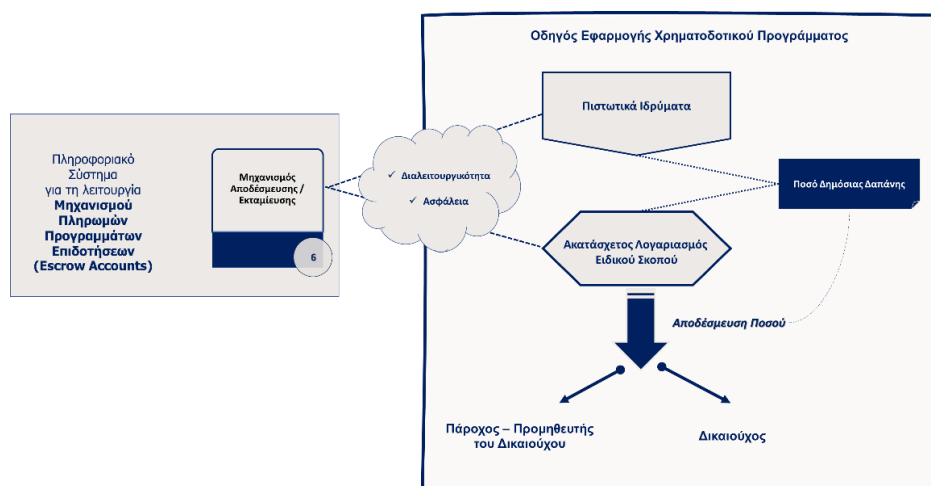 Οδηγός Εφαρμογής Χρηματοδοτικού Προγράμματος
Πληροφοριακό
Σύστημα
για τη λειτουργία
Μηχανισμού
Πληρωμών
Προγραμμάτων
Επιδοτήσεων
(Escrow Accounts)
Μηχανισμός
Αποδέσμευσης /
Εκταμίευσης
6
✓ Διαλειτουργικότητα
✓ Ασφάλεια
Πιστωτικά Ιδρύματα
Ποσό Δημόσιας Δαπάνης
Ακατάσχετος Λογαριασμός
Ειδικού Σκοπού
Αποδέσμευση Ποσού
Πάροχος – Προμηθευτής
του Δικαιούχου
Δικαιούχος